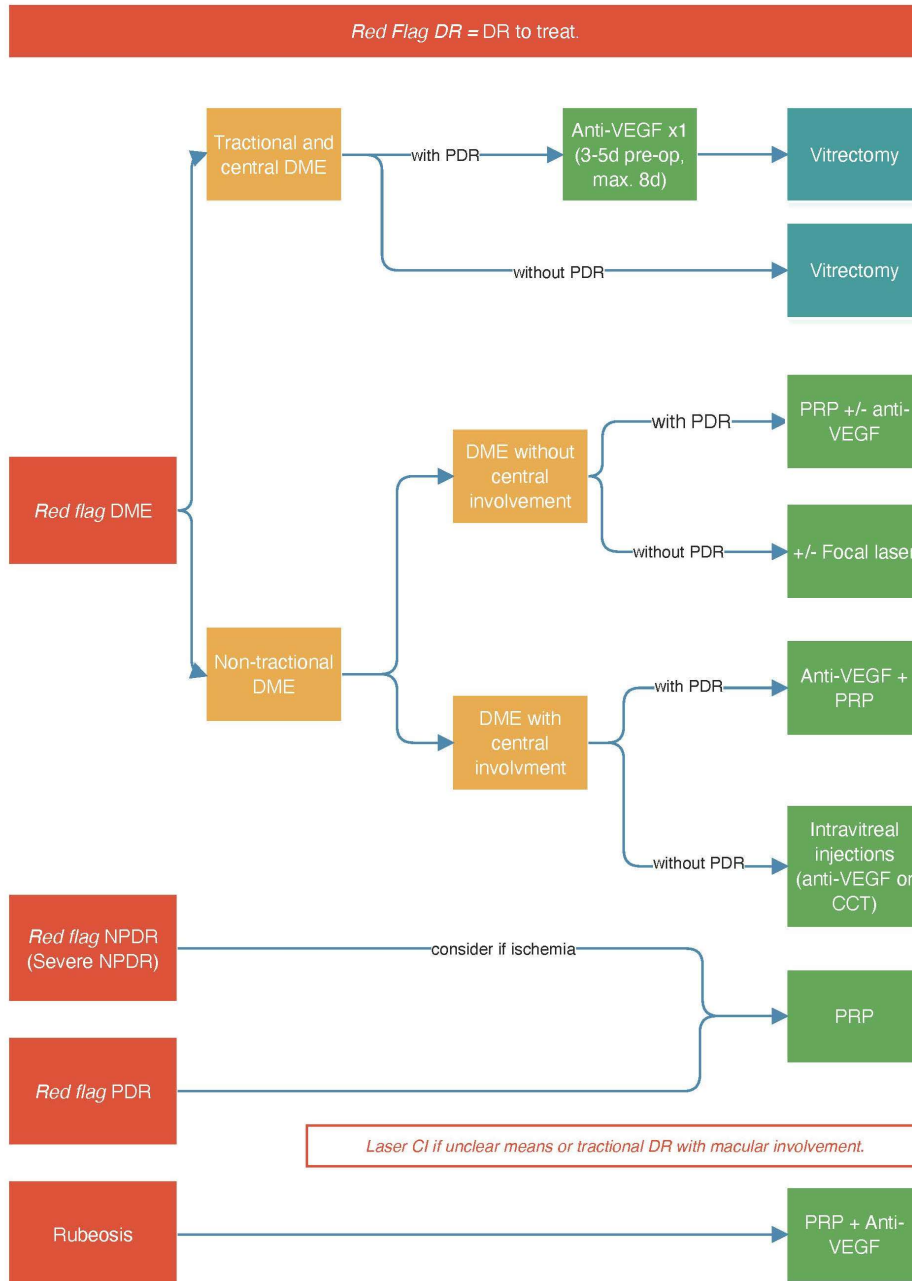 Red Flag DR = DR to treat.
Tractional and
central DME
with PDR
Anti-VEGF x1
(3-5d pre-op,
max. 8d)
Vitrectomy
without PDR
Vitrectomy
Red flag DME
DME without
central
involvement
with PDR
PRP +/- anti-
VEGF
without PDR
+/- Focal laser
Non-tractional
DME
DME with
central
involvment
with PDR
Anti-VEGF +
PRP
without PDR
Intravitreal
injections
(anti-VEGF or
CCT)
Red flag NPDR
(Severe NPDR)
consider if ischemia
PRP
Red flag PDR
Laser CI if unclear means or tractional DR with macular involvement.
Rubeosis
PRP + Anti-
VEGF